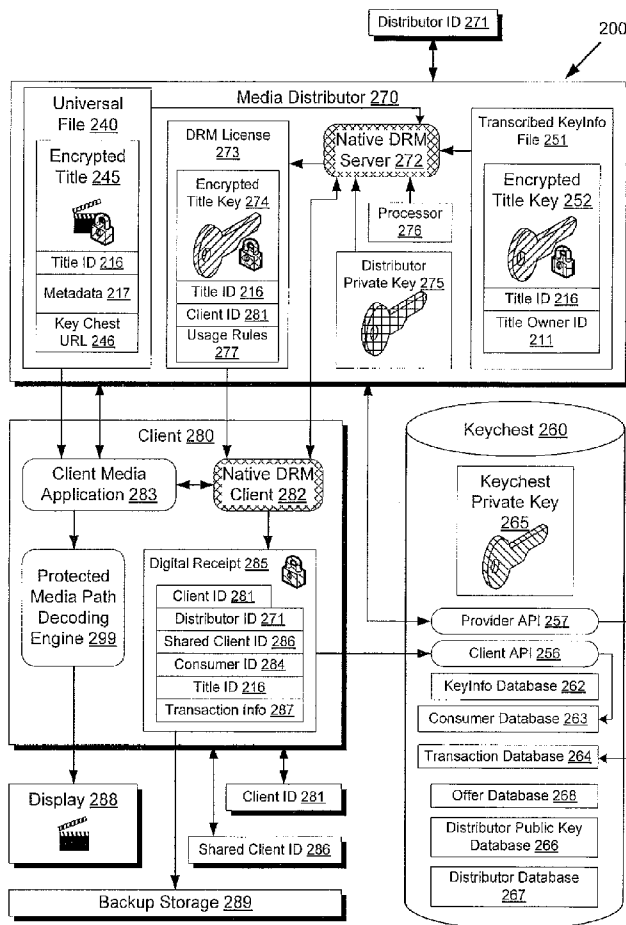 Distributor ID 271
200
Media Distributor 270
Universal
File 240
Encrypted
Title 245
Title ID 216
Metadata 217
Key Chest
URL 246
DRM License
273
Encrypted
Title Key
274
Title ID 216
Client ID 281
Usage Rules
277
Native DRM
Server 272
Processor
276
Distributor
Private Key 275
Transcribed KeyInfo
File 251
Encrypted
Title Key 252
Title ID 216
Title Owner ID
211
Client 280
Client Media
Application 283
Native DRM
Client 282
Protected
Media Path
Decoding
Engine 299
Digital Receipt 285
Client ID 281
Distributor ID 271
Shared Client ID 286
Consumer ID 284
Title ID 216
Transaction info 287
Keychest 260
Keychest
Private Key
265
Provider API 257
Client API 256
KeyInfo Database 262
Consumer Database 263
Transaction Database 264
Offer Database 268
Distributor Public Key
Database 266
Distributor Database
267
Display 288
Client ID 281
Shared Client ID 286
Backup Storage 289